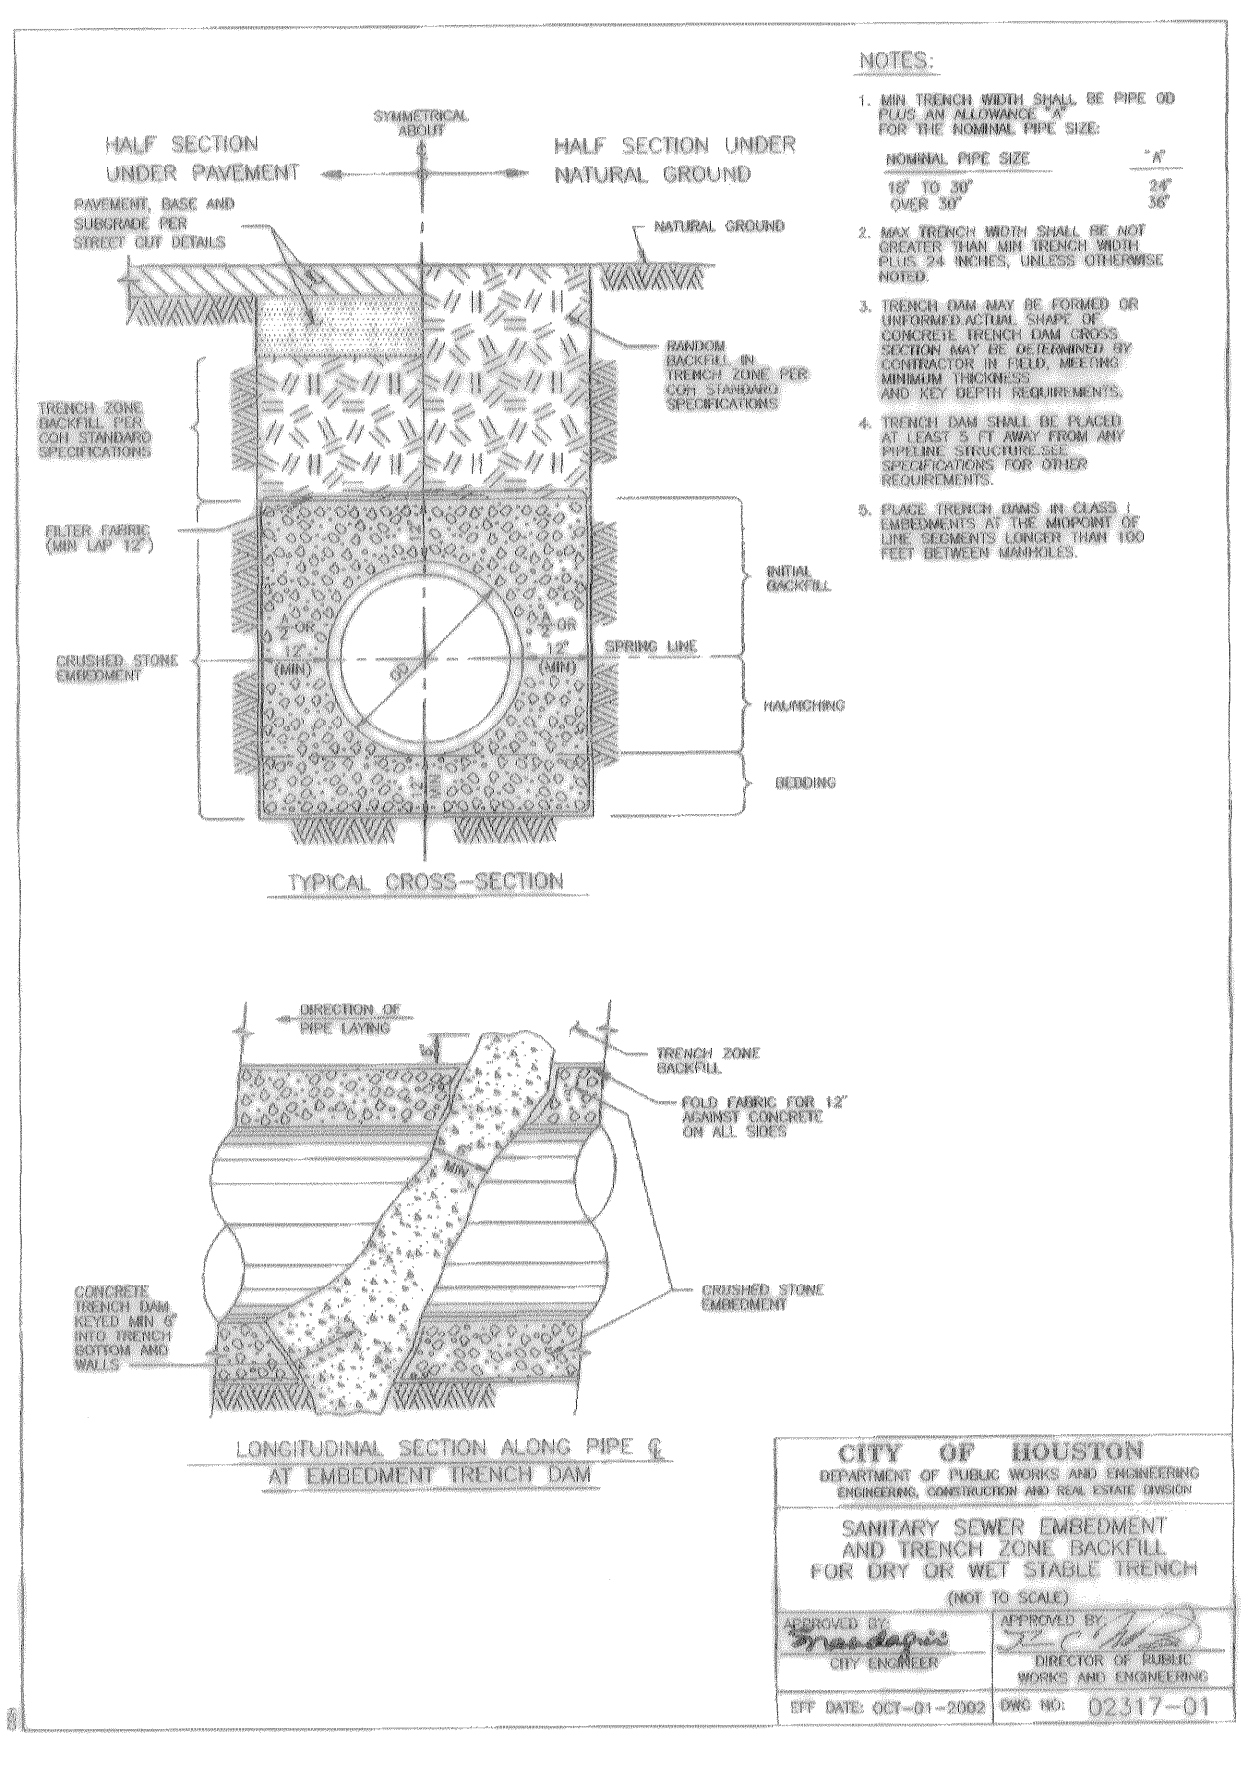 SYMMETRICAL
ABOUT
HALF SECTION
UNDER PAVEMENT
HALF SECTION UNDER
NATURAL GROUND
PAVEMENT, BASE AND
SUBGRADE PER
STREET CUT DETAILS
NATURAL GROUND
RANDOM
BACKFILL IN
TRENCH ZONE PER
COH STANDARD
SPECIFICATIONS
TRENCH ZONE
BACKFILL PER
COH STANDARD
SPECIFICATIONS
FILTER FABRIC
(MIN LAP 12")
12"
INITIAL
BACKFILL
A/2 OR
12"
(MIN)
A/2 OR
12"
(MIN)
SPRING LINE
CRUSHED STONE
EMBEDMENT
OD
HAUNCHING
BEDDING
12"
MIN
TYPICAL CROSS-SECTION
NOTES:
1. MIN TRENCH WIDTH SHALL BE PIPE OD
PLUS AN ALLOWANCE "A"
FOR THE NOMINAL PIPE SIZE:
NOMINAL PIPE SIZE "A"
18" TO 30" 24"
OVER 30" 36"
2. MAX TRENCH WIDTH SHALL BE NOT
GREATER THAN MIN TRENCH WIDTH
PLUS 24 INCHES, UNLESS OTHERWISE
NOTED.
3. TRENCH DAM MAY BE FORMED OR
UNFORMED.ACTUAL SHAPE OF
CONCRETE TRENCH DAM CROSS
SECTION MAY BE DETERMINED BY
CONTRACTOR IN FIELD, MEETING
MINIMUM THICKNESS
AND KEY DEPTH REQUIREMENTS.
4. TRENCH DAM SHALL BE PLACED
AT LEAST 5 FT AWAY FROM ANY
PIPELINE STRUCTURE.SEE
SPECIFICATIONS FOR OTHER
REQUIREMENTS.
5. PLACE TRENCH DAMS IN CLASS I
EMBEDMENTS AT THE MIDPOINT OF
LINE SEGMENTS LONGER THAN 100
FEET BETWEEN MANHOLES.
DIRECTION OF
PIPE LAYING
6"
TRENCH ZONE
BACKFILL
FOLD FABRIC FOR 12"
AGAINST CONCRETE
ON ALL SIDES
MIN
CRUSHED STONE
EMBEDMENT
CONCRETE
TRENCH DAM
KEYED MIN 6"
INTO TRENCH
BOTTOM AND
WALLS
LONGITUDINAL SECTION ALONG PIPE ℄
AT EMBEDMENT TRENCH DAM
CITY OF HOUSTON
DEPARTMENT OF PUBLIC WORKS AND ENGINEERING
ENGINEERING, CONSTRUCTION AND REAL ESTATE DIVISION
SANITARY SEWER EMBEDMENT
AND TRENCH ZONE BACKFILL
FOR DRY OR WET STABLE TRENCH
(NOT TO SCALE)
APPROVED BY:
CITY ENGINEER
APPROVED BY:
DIRECTOR OF PUBLIC
WORKS AND ENGINEERING
EFF DATE: OCT-01-2002
DWG NO: 02317-01